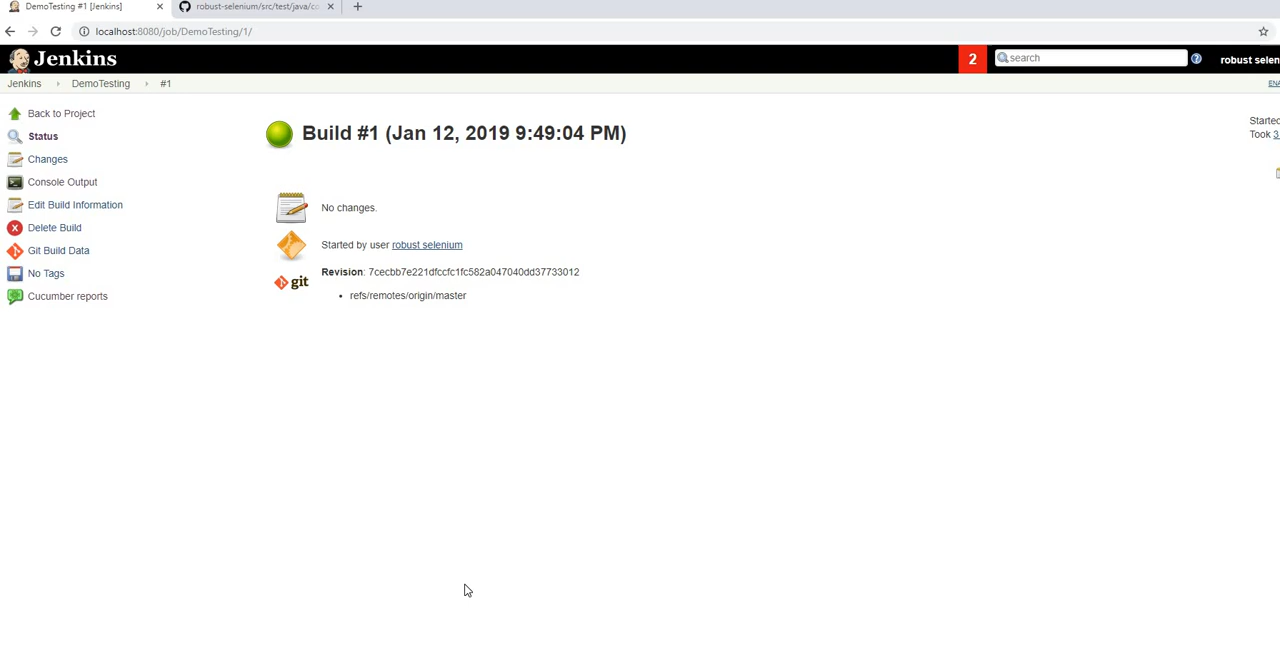 DemoTesting #1 [Jenkins]
robust-selenium/src/test/java/co
localhost:8080/job/DemoTesting/1/
Jenkins
2
search
robust selen
Jenkins
DemoTesting
#1
ENA
Back to Project
Status
Changes
Console Output
Edit Build Information
Delete Build
Git Build Data
No Tags
Cucumber reports
Build #1 (Jan 12, 2019 9:49:04 PM)
Started
Took 3
No changes.
Started by user robust selenium
git
Revision: 7cecbb7e221dfccfc1fc582a047040dd37733012
refs/remotes/origin/master